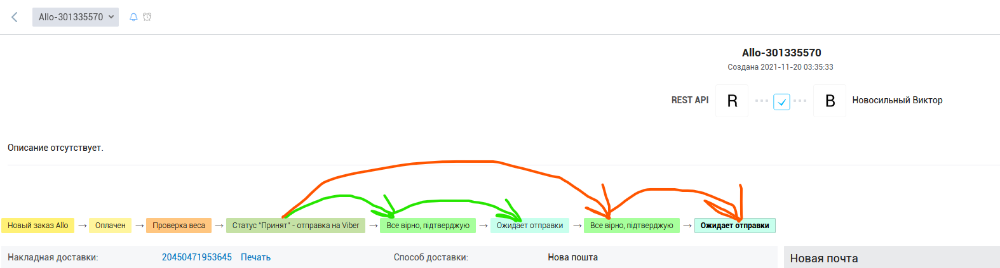 Allo-301335570
Allo-301335570
Создана 2021-11-20 03:35:33
REST API R B Новосильный Виктор
Описание отсутствует.
Новый заказ Allo → Оплачен → Проверка веса → Статус "Принят" - отправка на Viber → Все вірно, підтверджую → Ожидает отправки → Все вірно, підтверджую → Ожидает отправки
Накладная доставки: 20450471953645 Печать Способ доставки: Нова пошта Новая почта